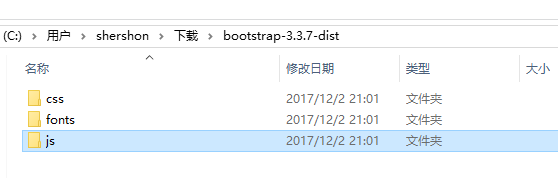 (C:) 用户 shershon 下载 bootstrap-3.3.7-dist
名称 修改日期 类型 大小
css 2017/12/2 21:01 文件夹
fonts 2017/12/2 21:01 文件夹
js 2017/12/2 21:01 文件夹